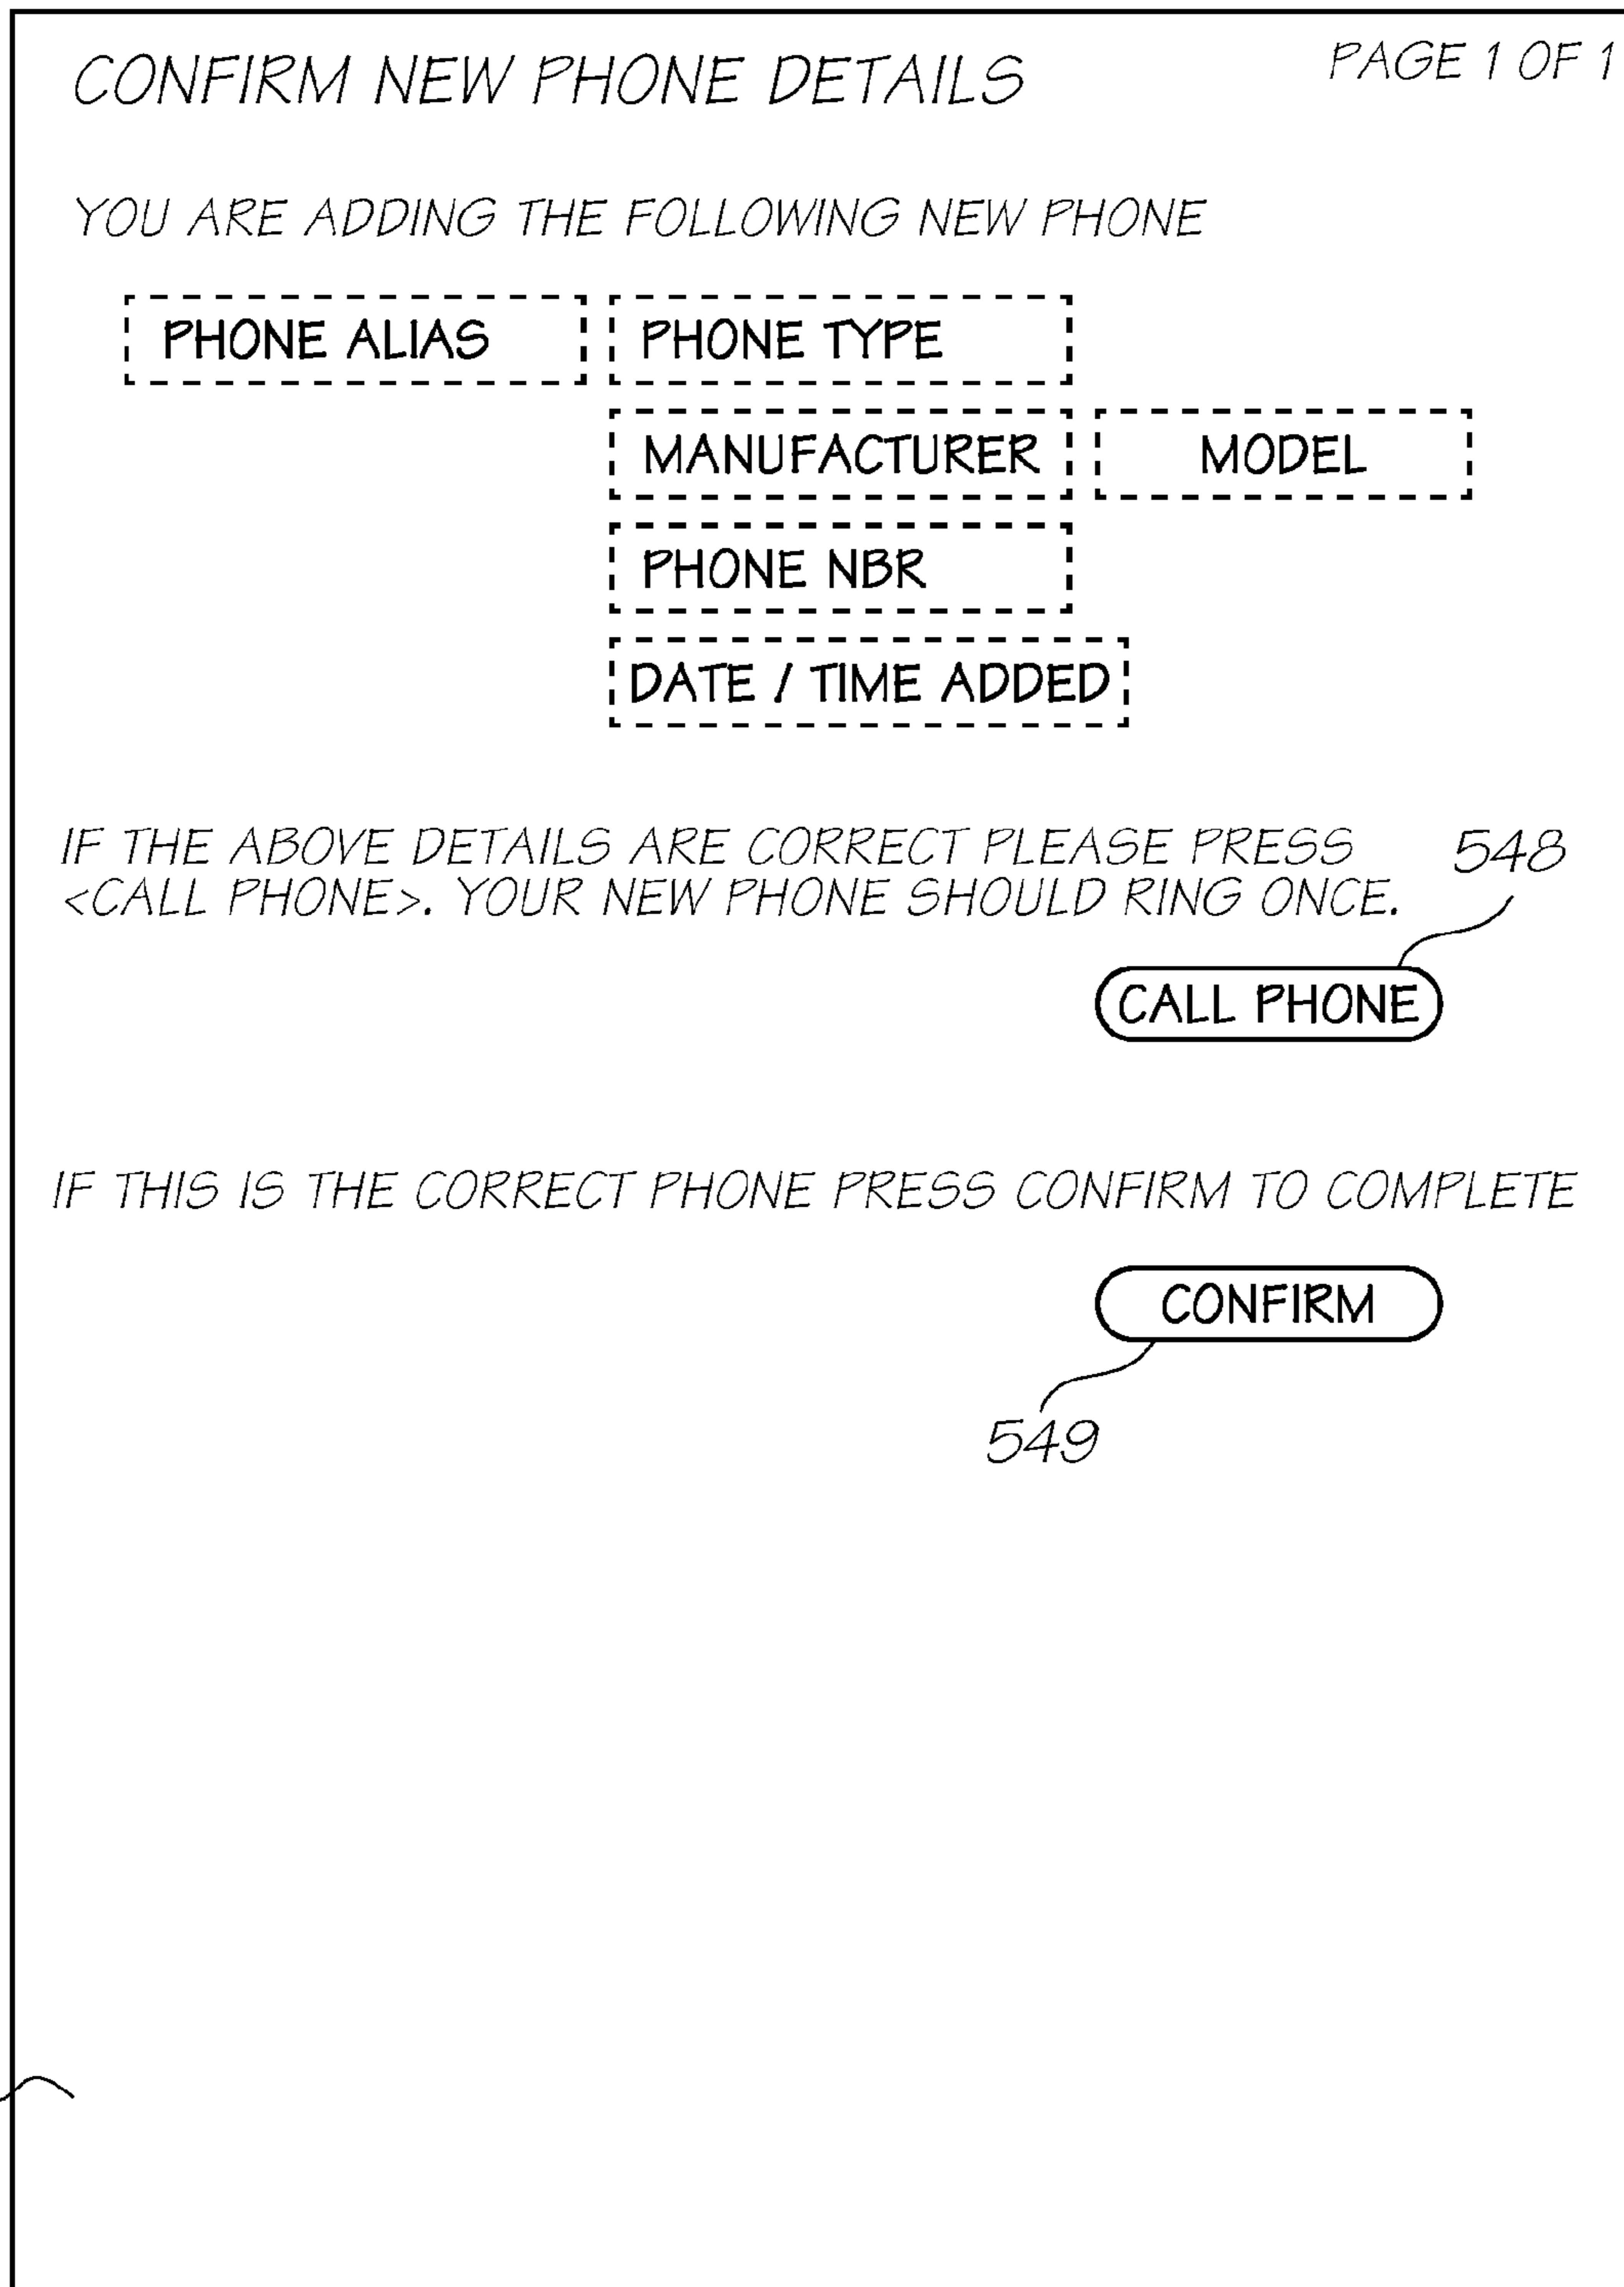 CONFIRM NEW PHONE DETAILS PAGE 1 OF 1
YOU ARE ADDING THE FOLLOWING NEW PHONE
PHONE ALIAS PHONE TYPE
MANUFACTURER MODEL
PHONE NBR
DATE / TIME ADDED
IF THE ABOVE DETAILS ARE CORRECT PLEASE PRESS 548
<CALL PHONE>. YOUR NEW PHONE SHOULD RING ONCE.
CALL PHONE
IF THIS IS THE CORRECT PHONE PRESS CONFIRM TO COMPLETE
CONFIRM
549